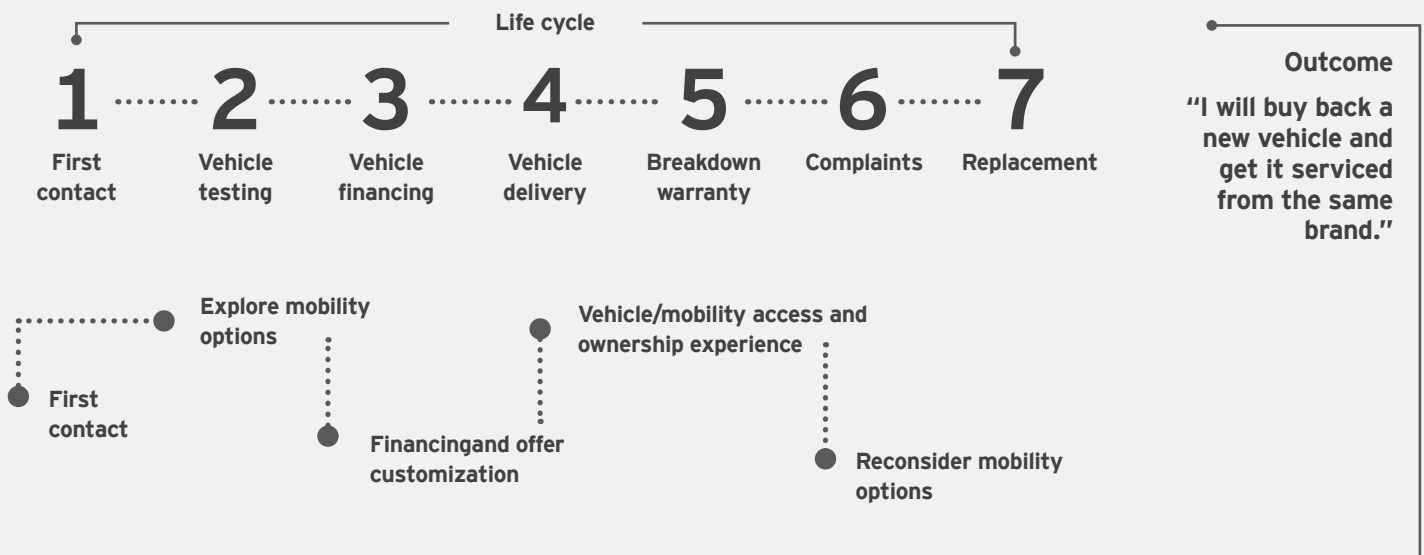 Life cycle
1 2 3 4 5 6 7
First contact
Vehicle testing
Vehicle financing
Vehicle delivery
Breakdown warranty
Complaints
Replacement
Outcome
“I will buy back a
new vehicle and
get it serviced
from the same
brand.”
Explore mobility
options
Vehicle/mobility access and
ownership experience
First
contact
Financingand offer
customization
Reconsider mobility
options